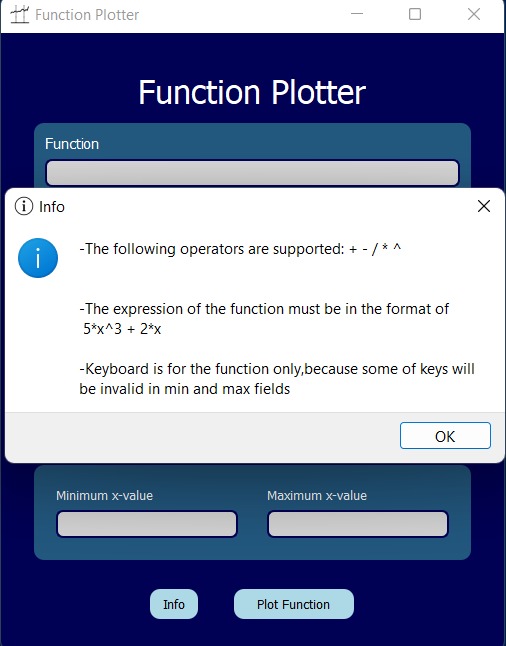 Function Plotter
Function Plotter
Function
Info
-The following operators are supported: + - / * ^
-The expression of the function must be in the format of
5*x^3 + 2*x
-Keyboard is for the function only,because some of keys will
be invalid in min and max fields
OK
Minimum x-value
Maximum x-value
Info
Plot Function